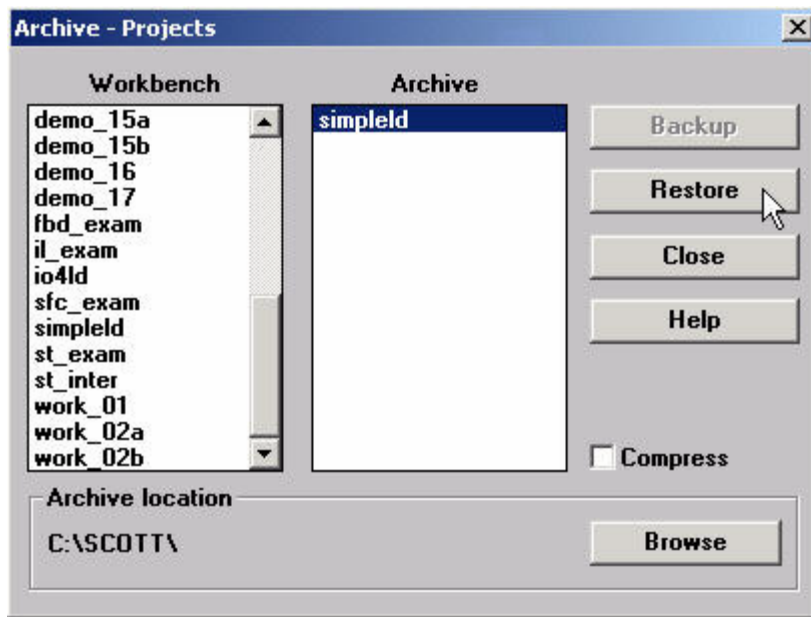 Archive - Projects
Workbench
Archive
demo_15a
demo_15b
demo_16
demo_17
fbd_exam
il_exam
io4ld
sfc_exam
simpleld
st_exam
st_inter
work_01
work_02a
work_02b
simpleld
Backup
Restore
Close
Help
Compress
Archive location
C:\SCOTT\
Browse